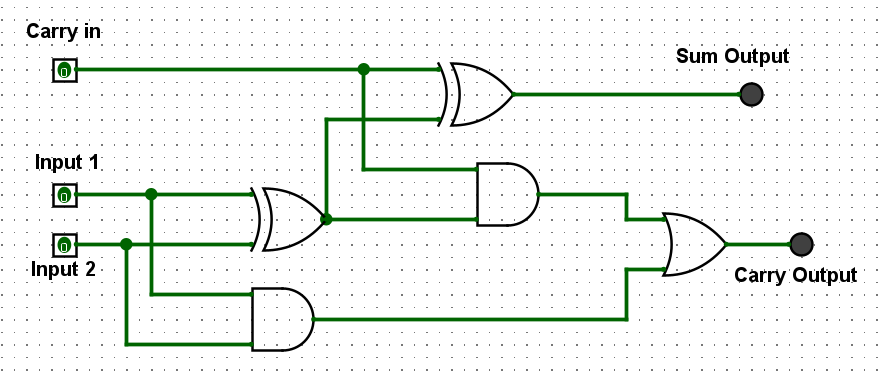 Carry in
Sum Output
Input 1
Input 2
Carry Output